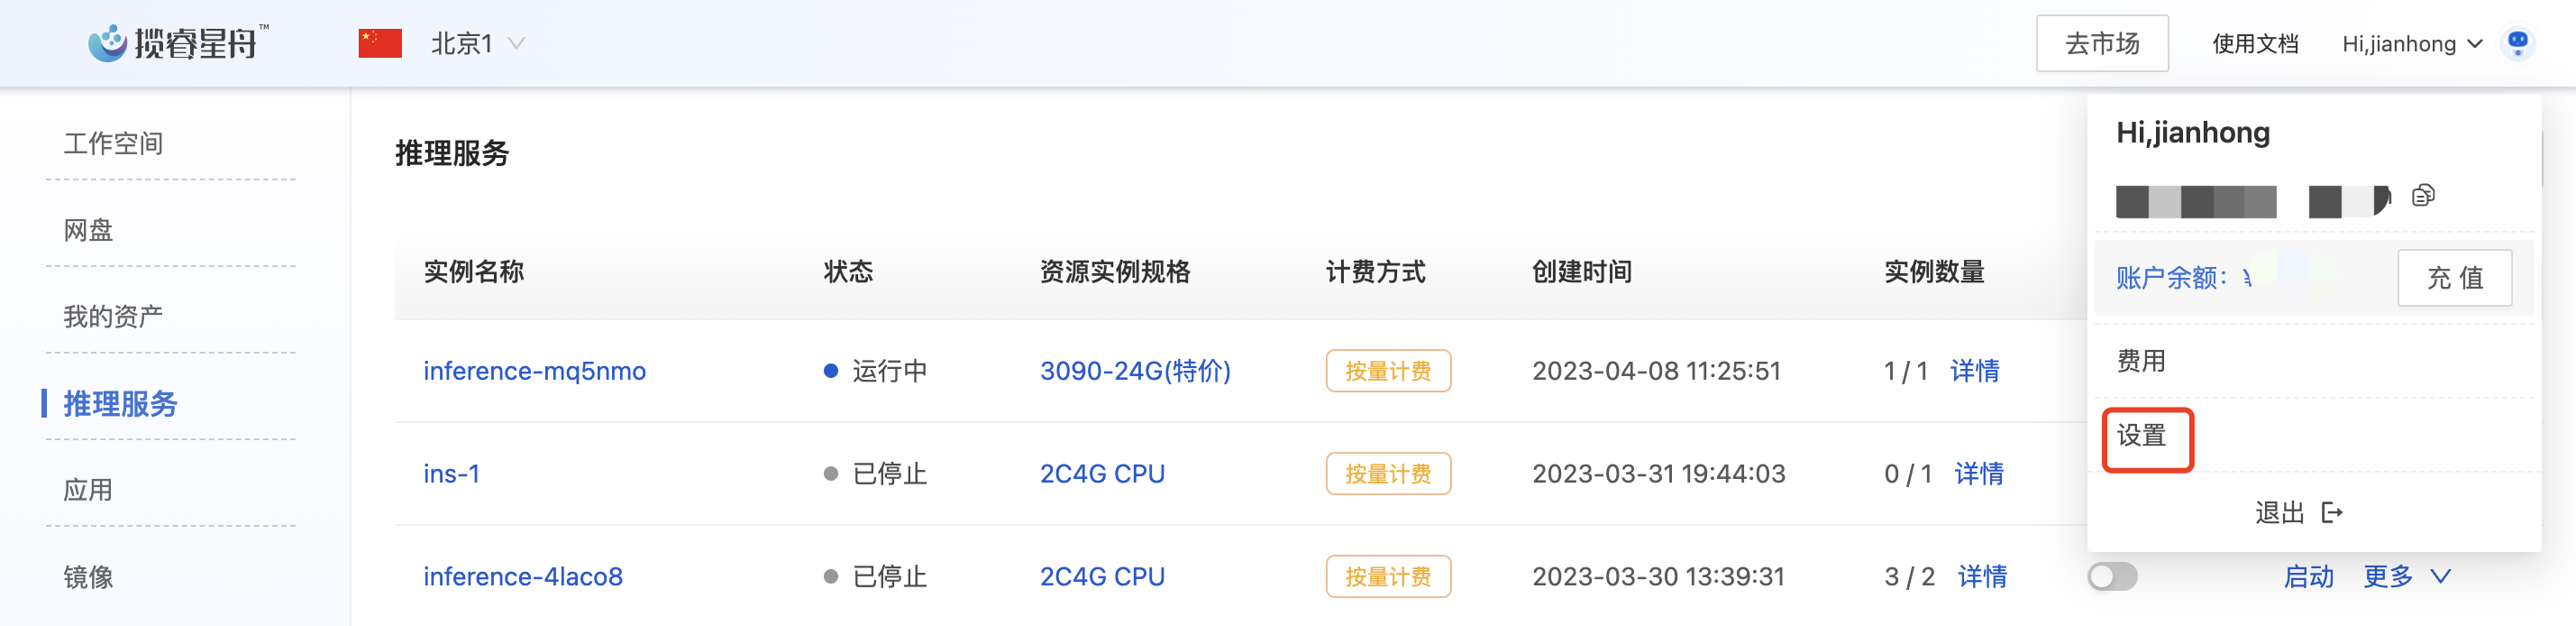 揽睿星舟™
北京1
去市场
使用文档
Hi,jianhong
工作空间
网盘
我的资产
推理服务
应用
镜像
推理服务
实例名称 状态 资源实例规格 计费方式 创建时间 实例数量
inference-mq5nmo 运行中 3090-24G(特价) 按量计费 2023-04-08 11:25:51 1 / 1 详情
ins-1 已停止 2C4G CPU 按量计费 2023-03-31 19:44:03 0 / 1 详情
inference-4laco8 已停止 2C4G CPU 按量计费 2023-03-30 13:39:31 3 / 2 详情 启动 更多
Hi,jianhong
账户余额：¥
充 值
费用
设置
退出